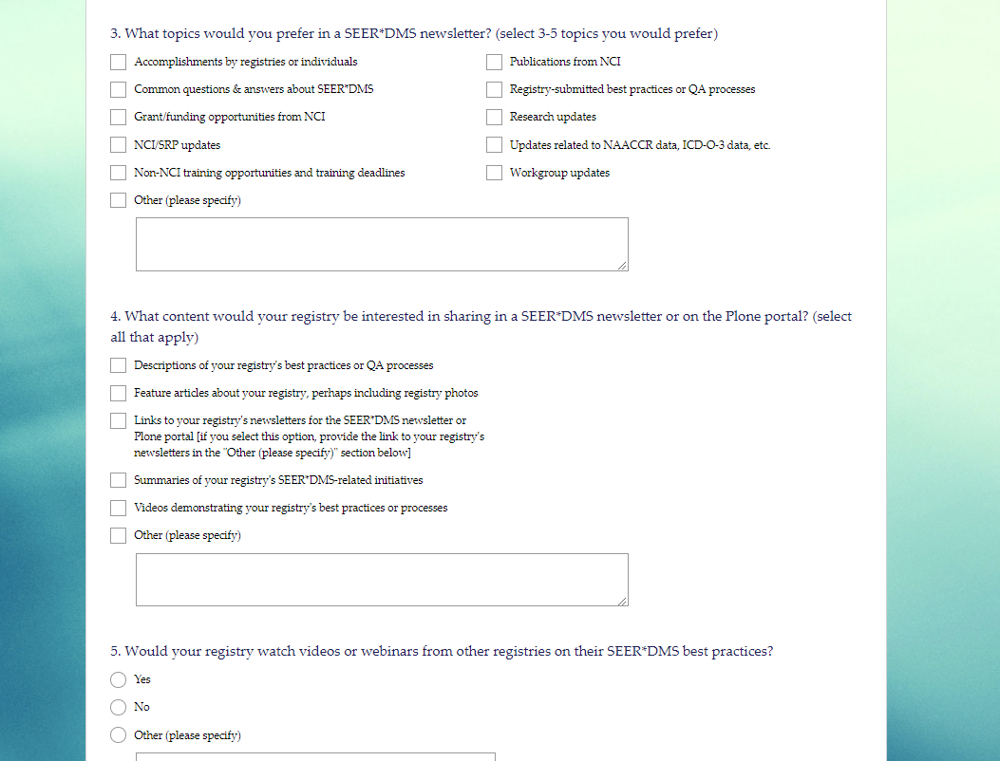 3. What topics would you prefer in a SEER*DMS newsletter? (select 3-5 topics you would prefer)
Accomplishments by registries or individuals
Common questions & answers about SEER*DMS
Grant/funding opportunities from NCI
NCI/SRP updates
Non-NCI training opportunities and training deadlines
Publications from NCI
Registry-submitted best practices or QA processes
Research updates
Updates related to NAACCR data, ICD-O-3 data, etc.
Workgroup updates
Other (please specify)
4. What content would your registry be interested in sharing in a SEER*DMS newsletter or on the Plone portal? (select
all that apply)
Descriptions of your registry's best practices or QA processes
Feature articles about your registry, perhaps including registry photos
Links to your registry's newsletters for the SEER*DMS newsletter or
Plone portal [if you select this option, provide the link to your registry's
newsletters in the "Other (please specify)" section below]
Summaries of your registry's SEER*DMS-related initiatives
Videos demonstrating your registry's best practices or processes
Other (please specify)
5. Would your registry watch videos or webinars from other registries on their SEER*DMS best practices?
Yes
No
Other (please specify)